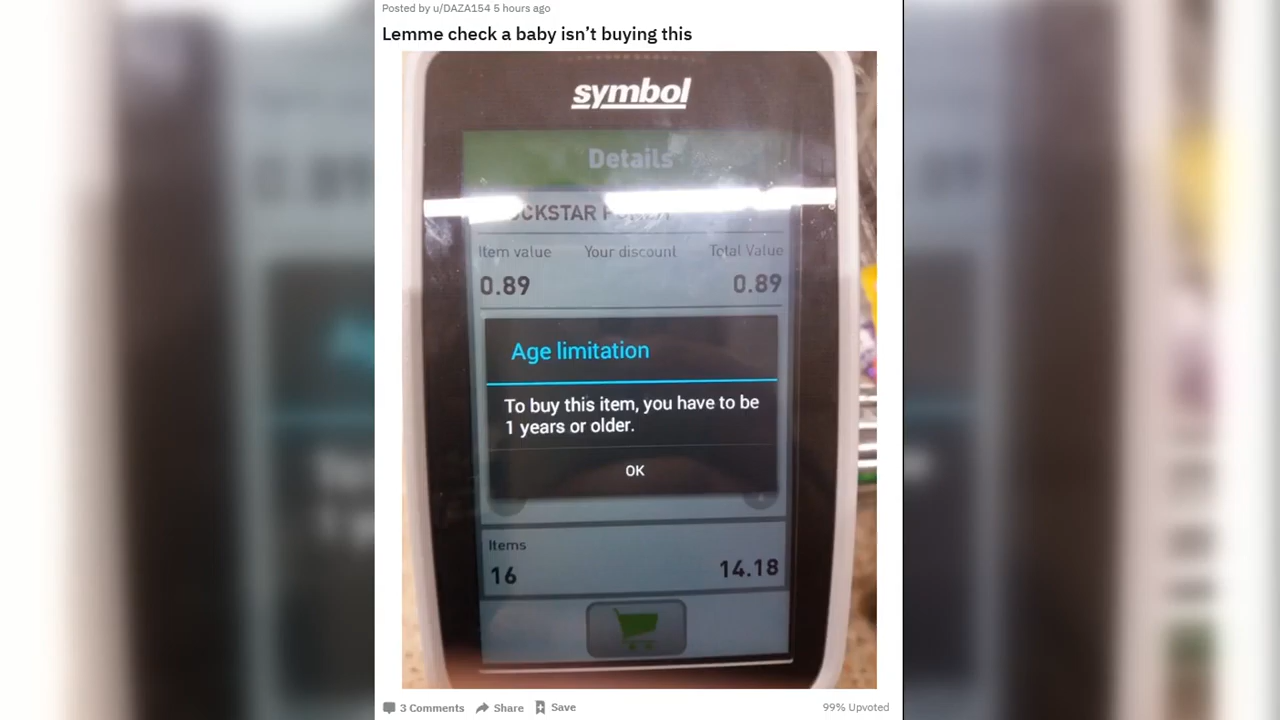 Posted by u/DAZA154 5 hours ago
Lemme check a baby isn't buying this
symbol
Details
Item value Your discount Total Value
0.89 0.89
Age limitation
To buy this item, you have to be
1 years or older.
OK
Items
16 14.18
3 Comments Share Save 99% Upvoted